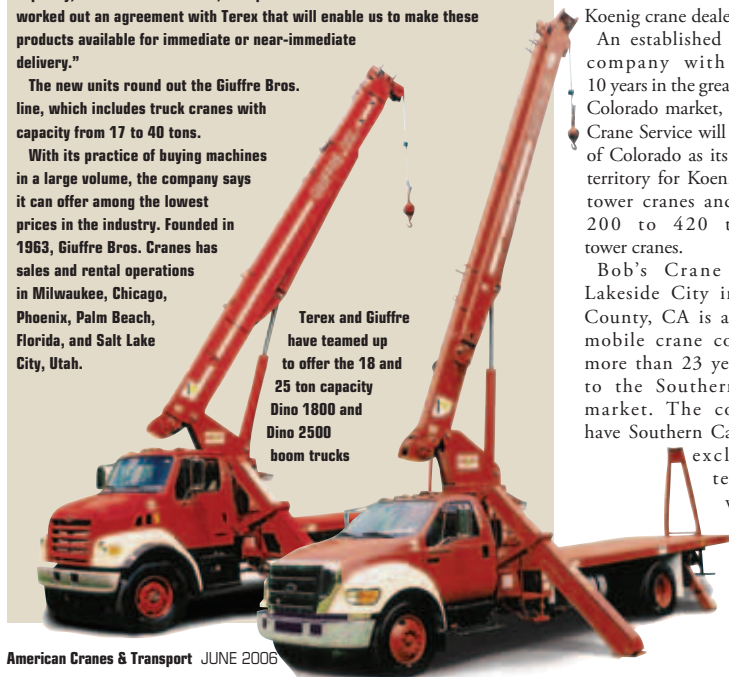 worked out an agreement with Terex that will enable us to make these
products available for immediate or near-immediate
delivery.”
The new units round out the Giuffre Bros.
line, which includes truck cranes with
capacity from 17 to 40 tons.
With its practice of buying machines
in a large volume, the company says
it can offer among the lowest
prices in the industry. Founded in
1963, Giuffre Bros. Cranes has
sales and rental operations
in Milwaukee, Chicago,
Phoenix, Palm Beach,
Florida, and Salt Lake
City, Utah.
Terex and Giuffre
have teamed up
to offer the 18 and
25 ton capacity
Dino 1800 and
Dino 2500
boom trucks
Koenig crane deale
An established
company with
10 years in the grea
Colorado market,
Crane Service will
of Colorado as its
territory for Koen
tower cranes and
200 to 420 t
tower cranes.
Bob's Crane
Lakeside City in
County, CA is a
mobile crane co
more than 23 ye
to the Southern
market. The co
have Southern Ca
excl
te
American Cranes & Transport JUNE 2006